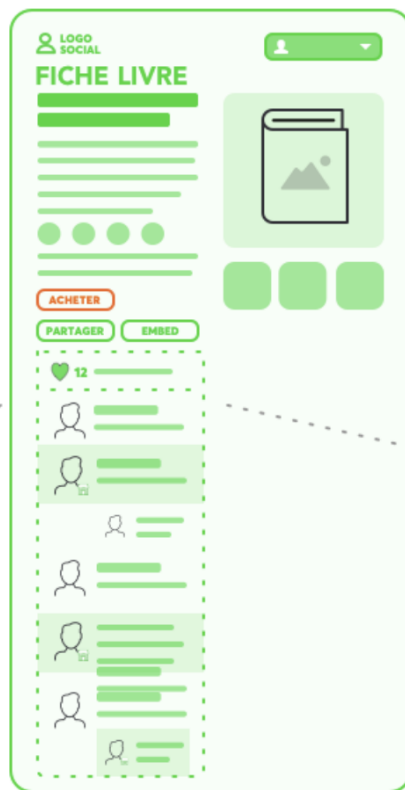 LOGO
SOCIAL
FICHE LIVRE
ACHETER
PARTAGER
EMBED
12